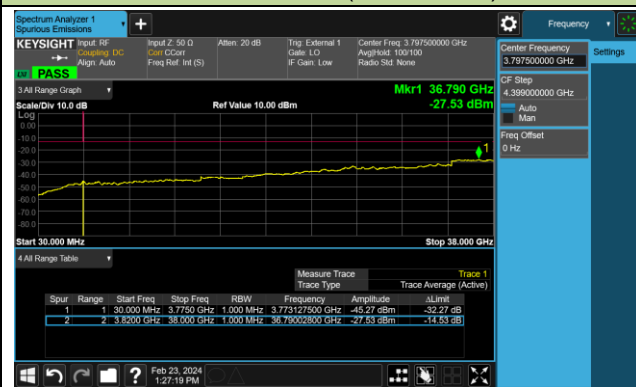 Spectrum Analyzer 1
Spurious Emissions
Frequency
KEYSIGHT
Input: RF
Coupling: DC
Align: Auto
Input Z: 50 Ω
Corr CCorr
Freq Ref: Int (S)
Atten: 20 dB
Trig: External 1
Gate: LO
IF Gain: Low
Center Freq: 3.797500000 GHz
Avg|Hold: 100/100
Radio Std: None
PASS
Center Frequency
3.797500000 GHz
Settings
CF Step
4.399000000 GHz
Auto
Man
Freq Offset
0 Hz
3 All Range Graph
Mkr1 36.790 GHz
Scale/Div 10.0 dB
Ref Value 10.00 dBm
-27.53 dBm
Log
0.00
-10.0
-20.0
-30.0
-40.0
-50.0
-60.0
-70.0
-80.0
1
Start 30.000 MHz
Stop 38.000 GHz
4 All Range Table
Measure Trace
Trace 1
Trace Type
Trace Average (Active)
Spur Range Start Freq Stop Freq RBW Frequency Amplitude ΔLimit
1 1 30.000 MHz 3.7750 GHz 1.000 MHz 3.773127500 GHz -45.27 dBm -32.27 dB
2 2 3.8200 GHz 38.000 GHz 1.000 MHz 36.79002800 GHz -27.53 dBm -14.53 dB
Feb 23, 2024
1:27:19 PM